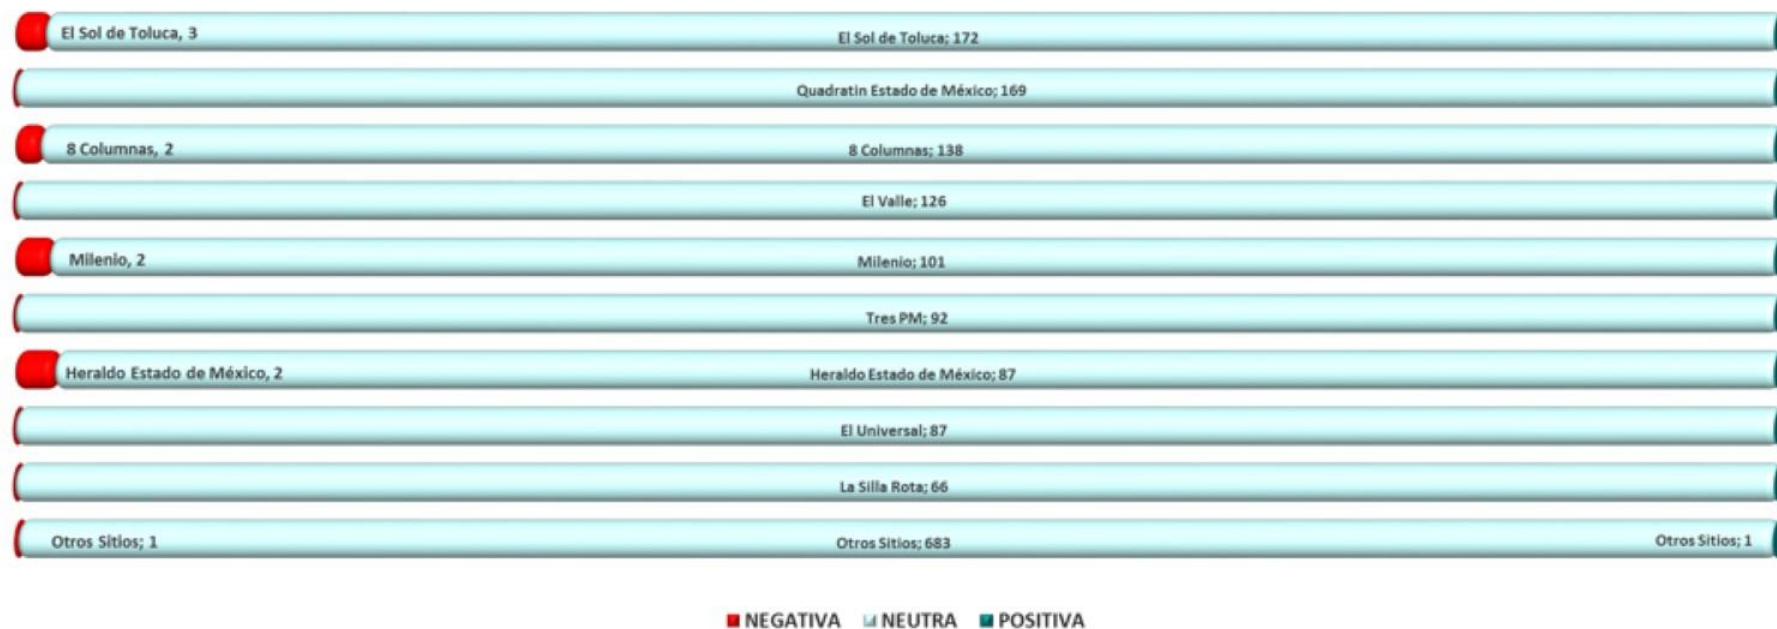 El Sol de Toluca, 3
El Sol de Toluca; 172
Quadratin Estado de México; 169
8 Columnas, 2
8 Columnas; 138
El Valle; 126
Milenio, 2
Milenio; 101
Tres PM; 92
Heraldo Estado de México, 2
Heraldo Estado de México; 87
El Universal; 87
La Silla Rota; 66
Otros Sitios; 1
Otros Sitios; 683
Otros Sitios; 1
NEGATIVA NEUTRA POSITIVA